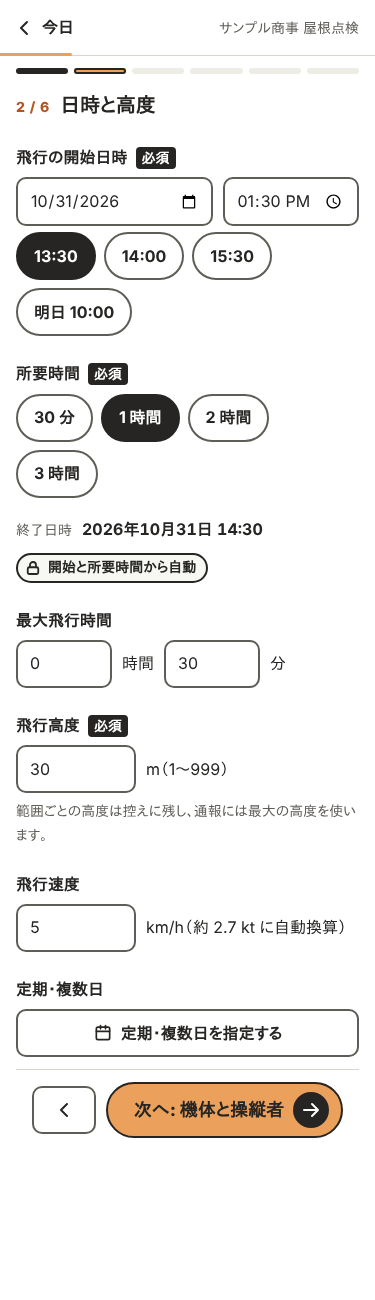 今日
サンプル商事 屋根点検
2 / 6 日時と高度
飛行の開始日時 必須
10/31/2026 01:30 PM
13:30 14:00 15:30
明日 10:00
所要時間 必須
30 分 1 時間 2 時間
3 時間
終了日時 2026年10月31日 14:30
開始と所要時間から自動
最大飛行時間
0 時間 30 分
飛行高度 必須
30 m（1〜999）
範囲ごとの高度は控えに残し、通報には最大の高度を使い
ます。
飛行速度
5 km/h（約 2.7 kt に自動換算）
定期・複数日
定期・複数日を指定する
次へ: 機体と操縦者